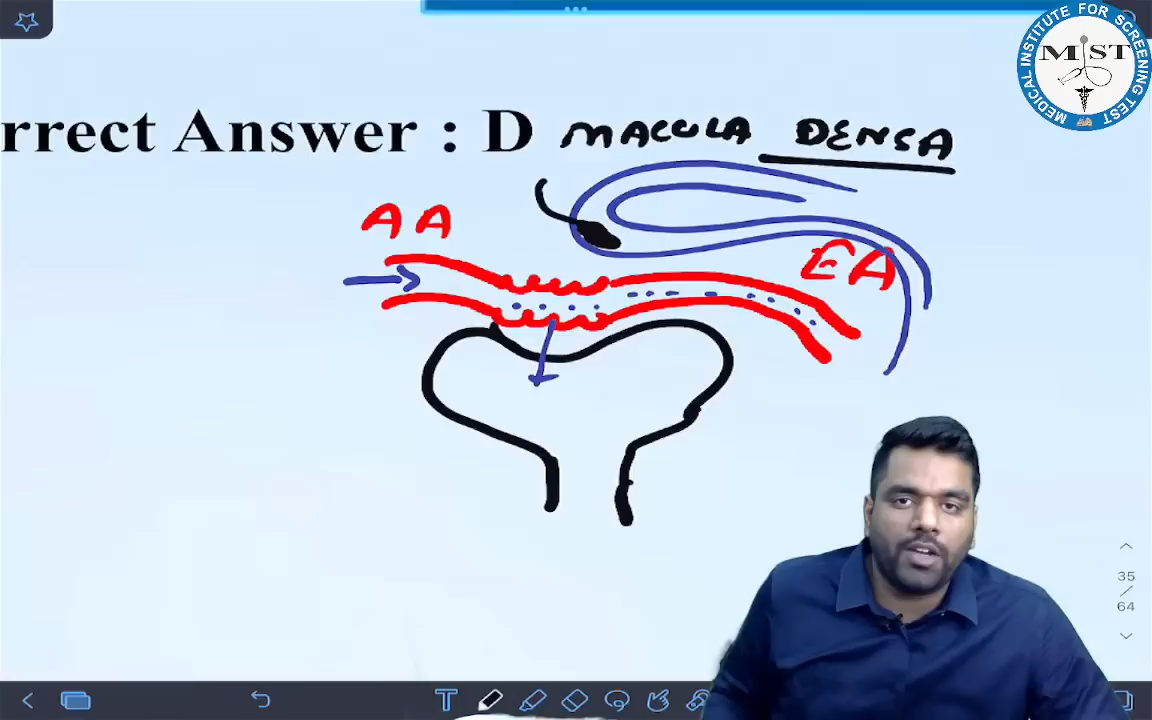 MEDICAL INSTITUTE FOR SCREENING TEST
MIST
rrect Answer : D MACULA DENSA
AA
EA
35
/
64
T